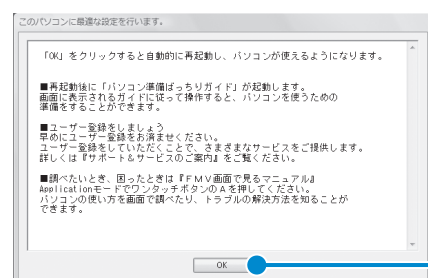 このパソコンに最適な設定を行います。
「OK」をクリックすると自動的に再起動し、パソコンが使えるようになります。
■再起動後に「パソコン準備ばっちりガイド」が起動します。
画面に表示されるガイドに従って操作すると、パソコンを使うための
準備をすることができます。
■ユーザー登録をしましょう
早めにユーザー登録をお済ませください。
ユーザー登録をしていただくことで、さまざまなサービスをご提供します。
詳しくは『サポート&サービスのご案内』をご覧ください。
■調べたいとき、困ったときは『FMV画面で見るマニュアル』
Applicationモードでワンタッチボタンの A を押してください。
パソコンの使い方を画面で調べたり、トラブルの解決方法を知ることが
できます。
OK